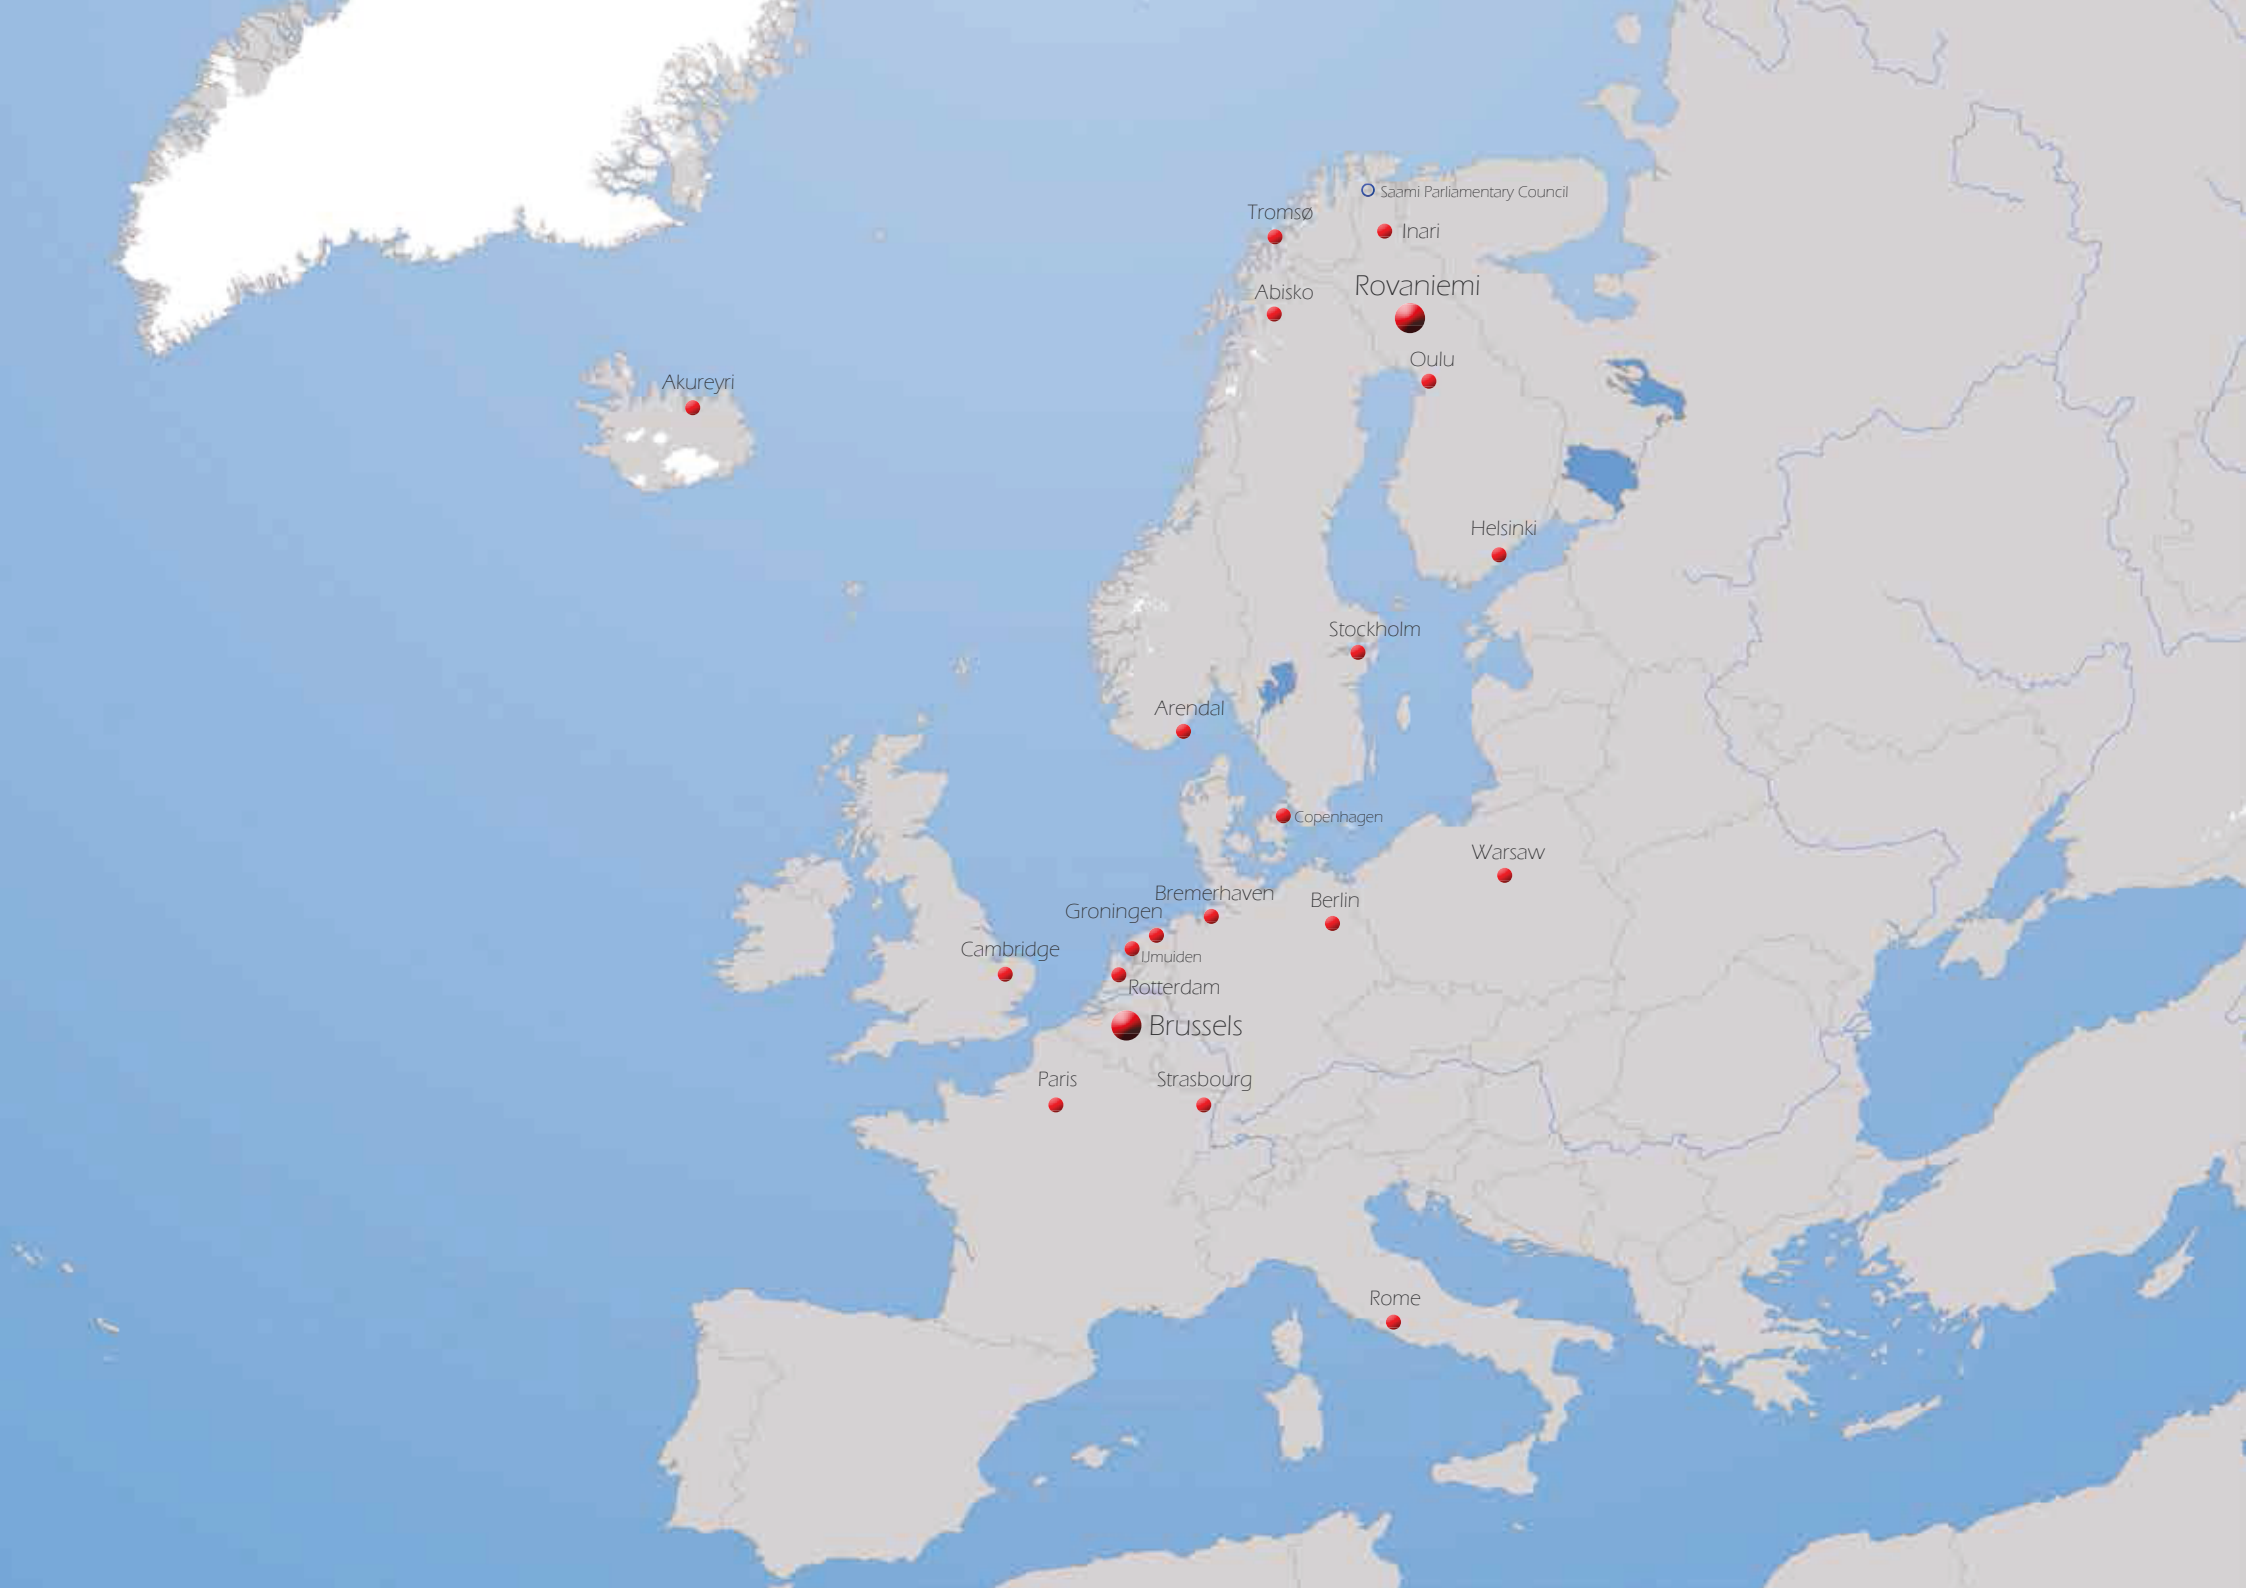 Saami Parliamentary Council
Tromsø
Inari
Rovaniemi
Abisko
Oulu
Akureyri
Helsinki
Stockholm
Arendal
Copenhagen
Warsaw
Bremerhaven
Berlin
Groningen
Cambridge
IJmuiden
Rotterdam
Brussels
Paris
Strasbourg
Rome